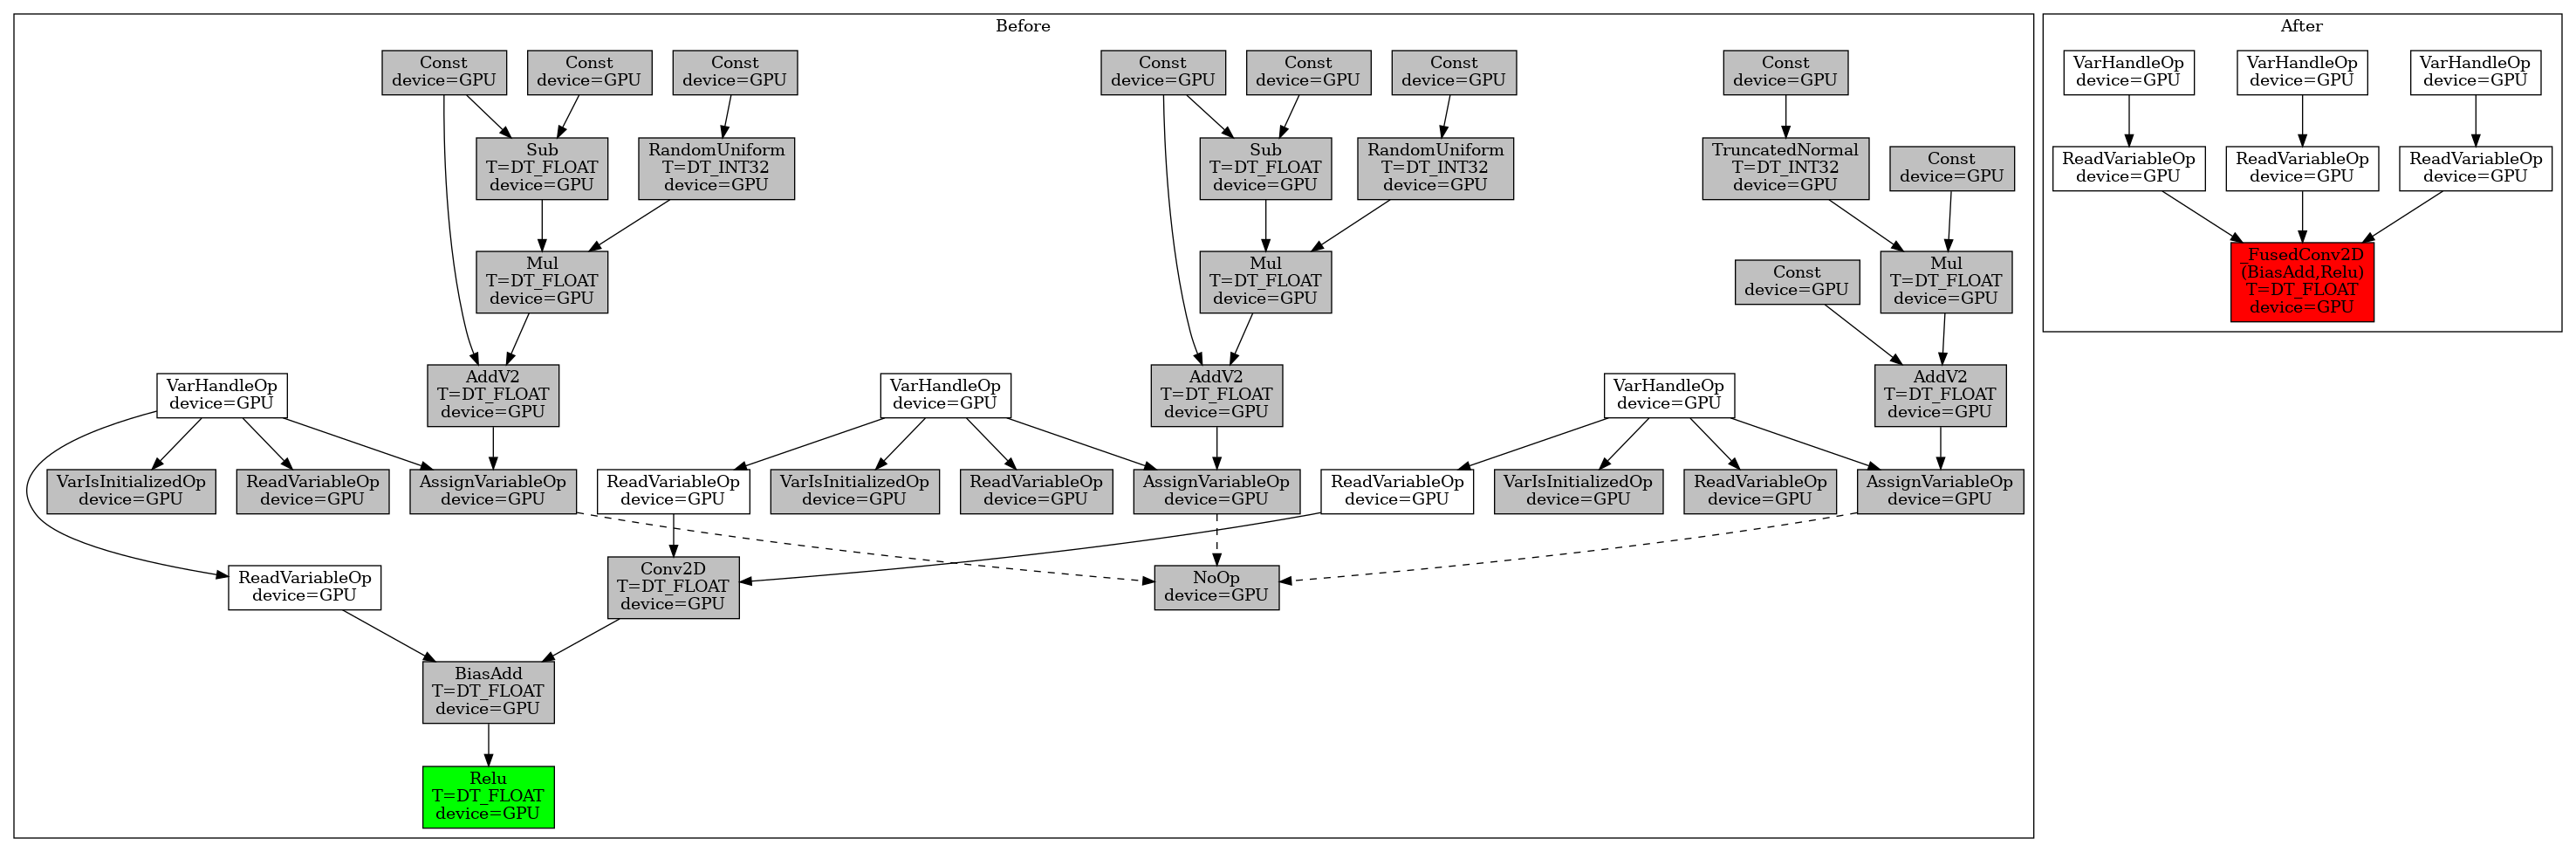 Before
Const
device=GPU
Const
device=GPU
Const
device=GPU
Const
device=GPU
Const
device=GPU
Const
device=GPU
Const
device=GPU
Sub
T=DT_FLOAT
device=GPU
RandomUniform
T=DT_INT32
device=GPU
Sub
T=DT_FLOAT
device=GPU
RandomUniform
T=DT_INT32
device=GPU
TruncatedNormal
T=DT_INT32
device=GPU
Const
device=GPU
Mul
T=DT_FLOAT
device=GPU
Mul
T=DT_FLOAT
device=GPU
Const
device=GPU
Mul
T=DT_FLOAT
device=GPU
VarHandleOp
device=GPU
AddV2
T=DT_FLOAT
device=GPU
VarHandleOp
device=GPU
AddV2
T=DT_FLOAT
device=GPU
VarHandleOp
device=GPU
AddV2
T=DT_FLOAT
device=GPU
VarIsInitializedOp
device=GPU
ReadVariableOp
device=GPU
AssignVariableOp
device=GPU
ReadVariableOp
device=GPU
VarIsInitializedOp
device=GPU
ReadVariableOp
device=GPU
AssignVariableOp
device=GPU
ReadVariableOp
device=GPU
VarIsInitializedOp
device=GPU
ReadVariableOp
device=GPU
AssignVariableOp
device=GPU
ReadVariableOp
device=GPU
Conv2D
T=DT_FLOAT
device=GPU
NoOp
device=GPU
BiasAdd
T=DT_FLOAT
device=GPU
Relu
T=DT_FLOAT
device=GPU
After
VarHandleOp
device=GPU
VarHandleOp
device=GPU
VarHandleOp
device=GPU
ReadVariableOp
device=GPU
ReadVariableOp
device=GPU
ReadVariableOp
device=GPU
_FusedConv2D
(BiasAdd,Relu)
T=DT_FLOAT
device=GPU